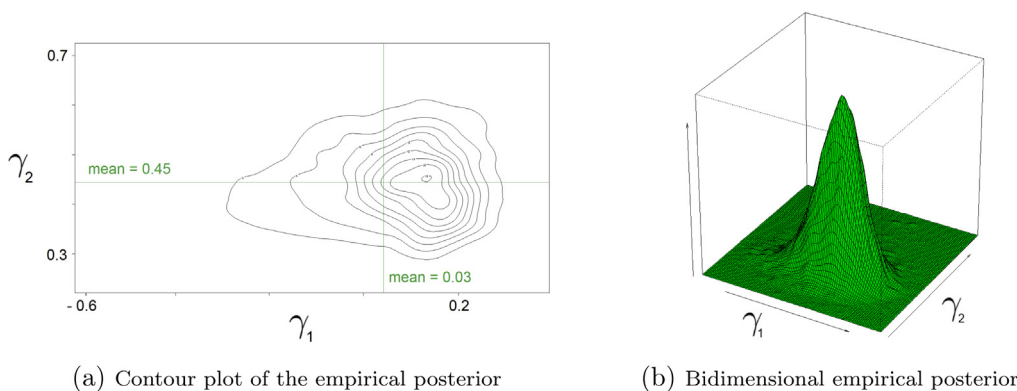 0.7
γ2
mean = 0.45
0.3
mean = 0.03
- 0.6
0.2
γ1
γ1
γ2
(a) Contour plot of the empirical posterior
(b) Bidimensional empirical posterior